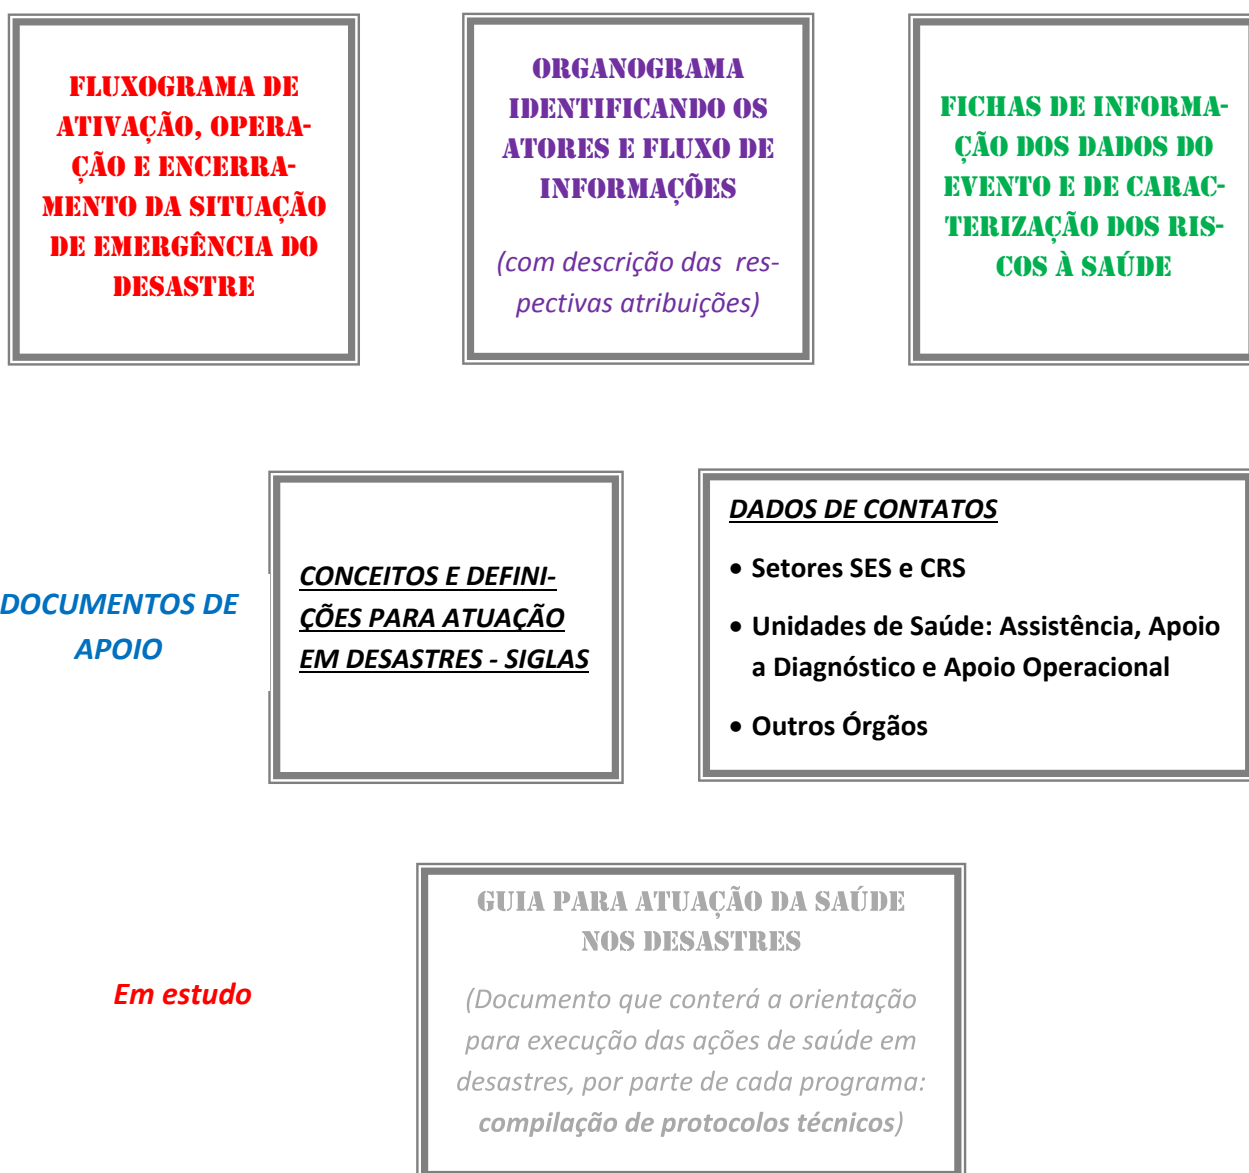 FLUXOGRAMA DE
ATIVAÇÃO, OPERA-
ÇÃO E ENCERRA-
MENTO DA SITUAÇÃO
DE EMERGÊNCIA DO
DESASTRE
ORGANOGRAMA
IDENTIFICANDO OS
ATORES E FLUXO DE
INFORMAÇÕES
(com descrição das res-
pectivas atribuições)
FICHAS DE INFORMA-
ÇÃO DOS DADOS DO
EVENTO E DE CARAC-
TERIZAÇÃO DOS RIS-
COS À SAÚDE
DOCUMENTOS DE
APOIO
CONCEITOS E DEFINI-
ÇÕES PARA ATUAÇÃO
EM DESASTRES - SIGLAS
DADOS DE CONTATOS
• Setores SES e CRS
• Unidades de Saúde: Assistência, Apoio
a Diagnóstico e Apoio Operacional
• Outros Órgãos
Em estudo
GUIA PARA ATUAÇÃO DA SAÚDE
NOS DESASTRES
(Documento que conterá a orientação
para execução das ações de saúde em
desastres, por parte de cada programa:
compilação de protocolos técnicos)